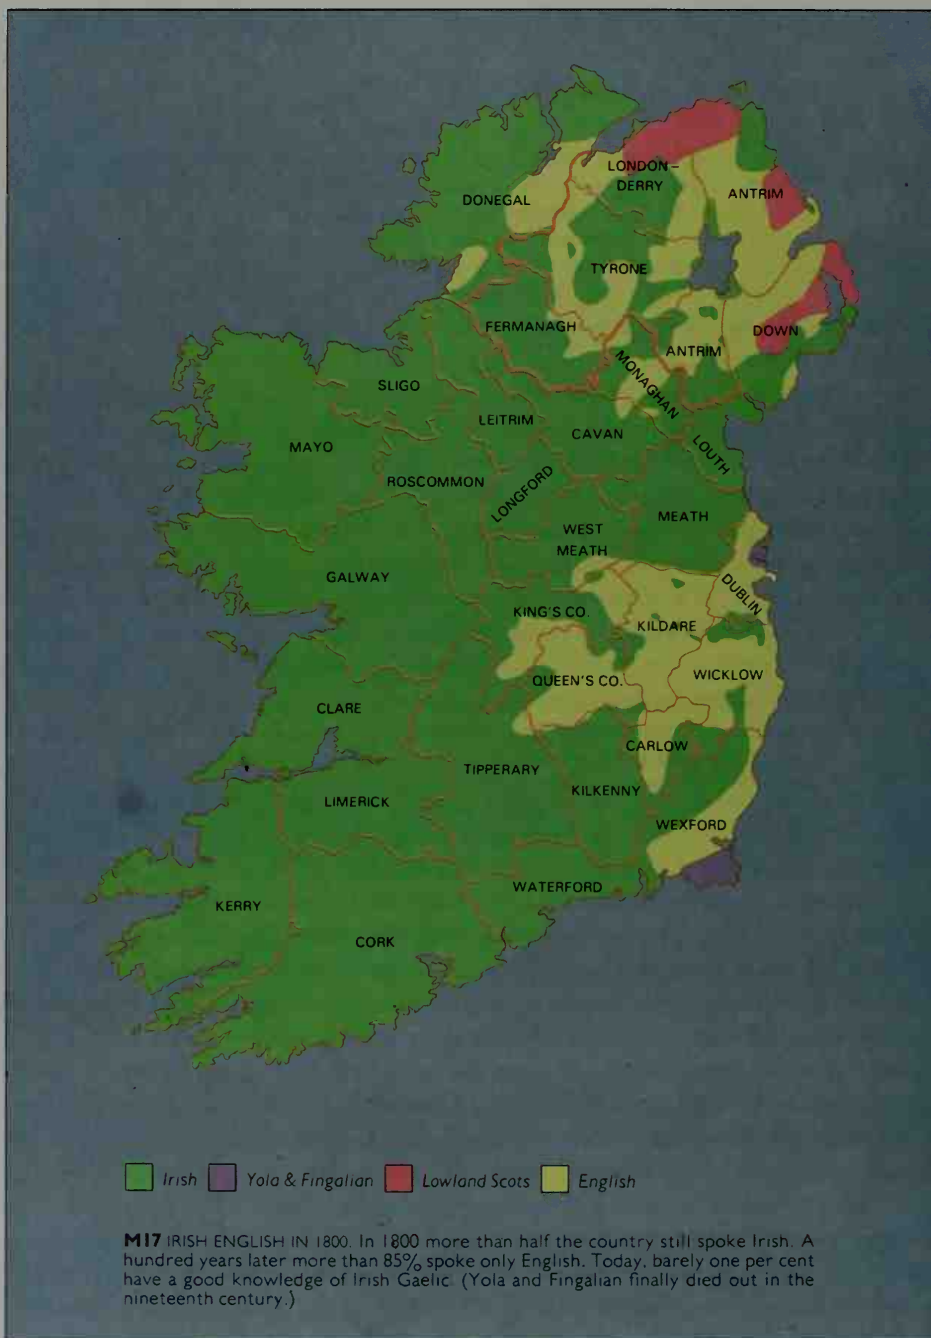 LONDON-
DERRY
ANTRIM
DONEGAL
TYRONE
FERMANAGH
DOWN
ANTRIM
MONAGHAN
SLIGO
LEITRIM
CAVAN
LOUTH
MAYO
ROSCOMMON
LONGFORD
MEATH
WEST
MEATH
GALWAY
DUBLIN
KING'S CO.
KILDARE
QUEEN'S CO.
WICKLOW
CLARE
CARLOW
TIPPERARY
KILKENNY
LIMERICK
WEXFORD
WATERFORD
KERRY
CORK
Irish Yola & Fingalian Lowland Scots English
M17 IRISH ENGLISH IN 1800. In 1800 more than half the country still spoke Irish. A
hundred years later more than 85% spoke only English. Today, barely one per cent
have a good knowledge of Irish Gaelic (Yola and Fingalian finally died out in the
nineteenth century.)